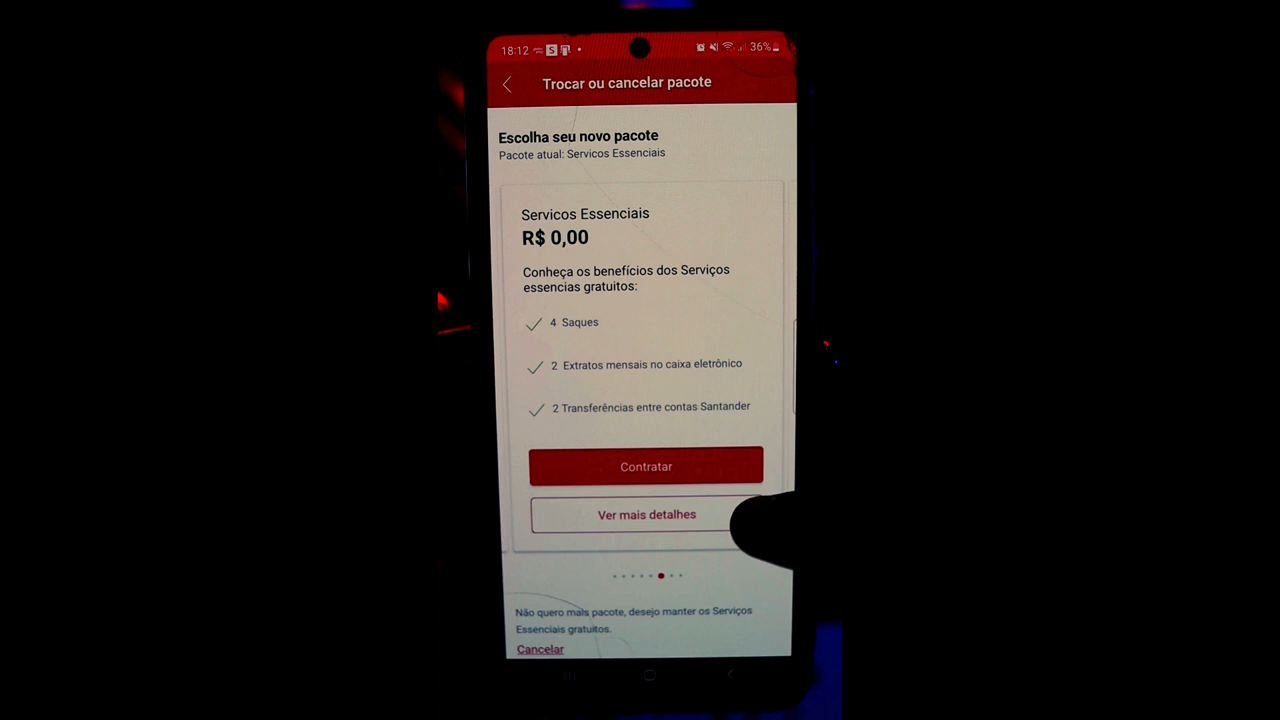 18:12
36%
Trocar ou cancelar pacote
Escolha seu novo pacote
Pacote atual: Servicos Essenciais
Servicos Essenciais
R$ 0,00
Conheça os benefícios dos Serviços
essencias gratuitos:
4 Saques
2 Extratos mensais no caixa eletrônico
2 Transferências entre contas Santander
Contratar
Ver mais detalhes
Não quero mais pacote, desejo manter os Serviços
Essenciais gratuitos.
Cancelar